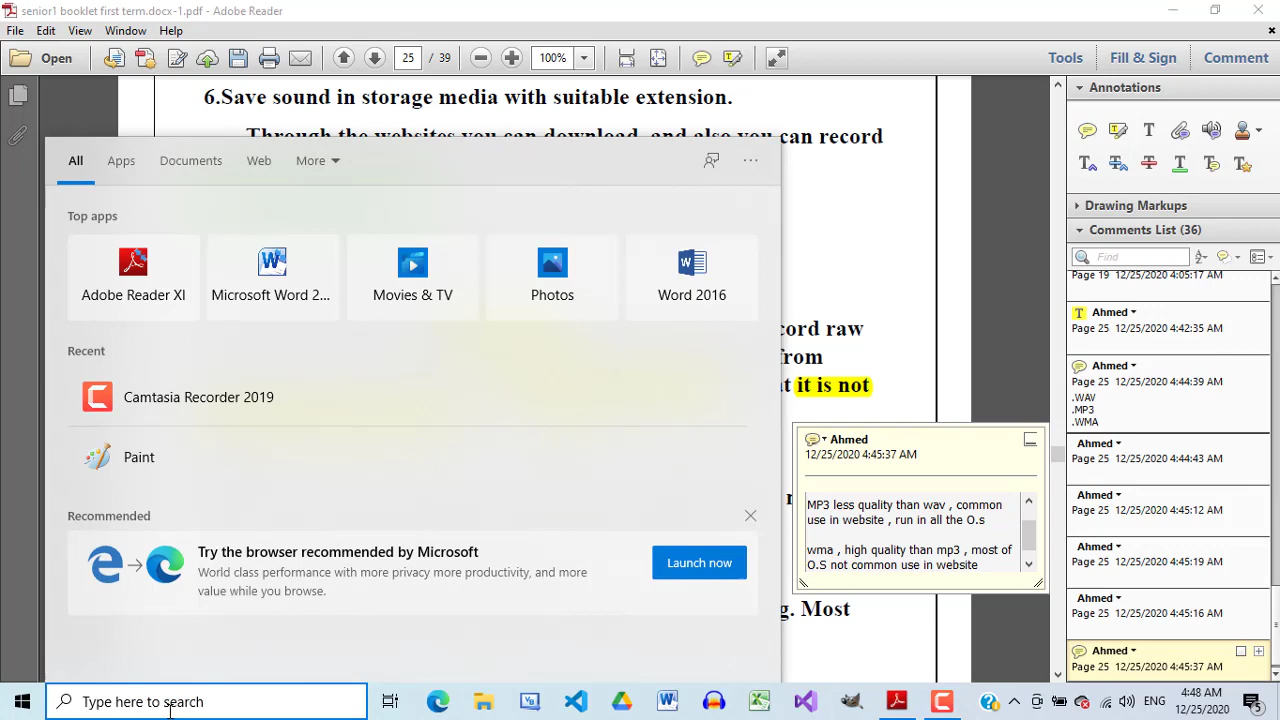 senior1 booklet first term.docx-1.pdf - Adobe Reader
File Edit View Window Help
Open
25 / 39
100%
Tools Fill & Sign Comment
6.Save sound in storage media with suitable extension.
Through the websites you can download, and also you can record
All Apps Documents Web More
Top apps
Adobe Reader XI
Microsoft Word 2...
Movies & TV
Photos
Word 2016
Recent
Camtasia Recorder 2019
Paint
Recommended
Try the browser recommended by Microsoft
World class performance with more privacy more productivity, and more
value while you browse.
Launch now
cord raw
from
it is not
g. Most
Ahmed
12/25/2020 4:45:37 AM
MP3 less quality than wav , common
use in website , run in all the O.s
wma , high quality than mp3 , most of
O.S not common use in website
Annotations
Drawing Markups
Comments List (36)
Find
Page 19 12/25/2020 4:05:17 AM
Ahmed
Page 25 12/25/2020 4:42:35 AM
Ahmed
Page 25 12/25/2020 4:44:39 AM
.WAV
.MP3
.WMA
Ahmed
Page 25 12/25/2020 4:44:43 AM
Ahmed
Page 25 12/25/2020 4:45:12 AM
Ahmed
Page 25 12/25/2020 4:45:19 AM
Ahmed
Page 25 12/25/2020 4:45:16 AM
Ahmed
Page 25 12/25/2020 4:45:37 AM
Type here to search
4:48 AM
12/25/2020
5